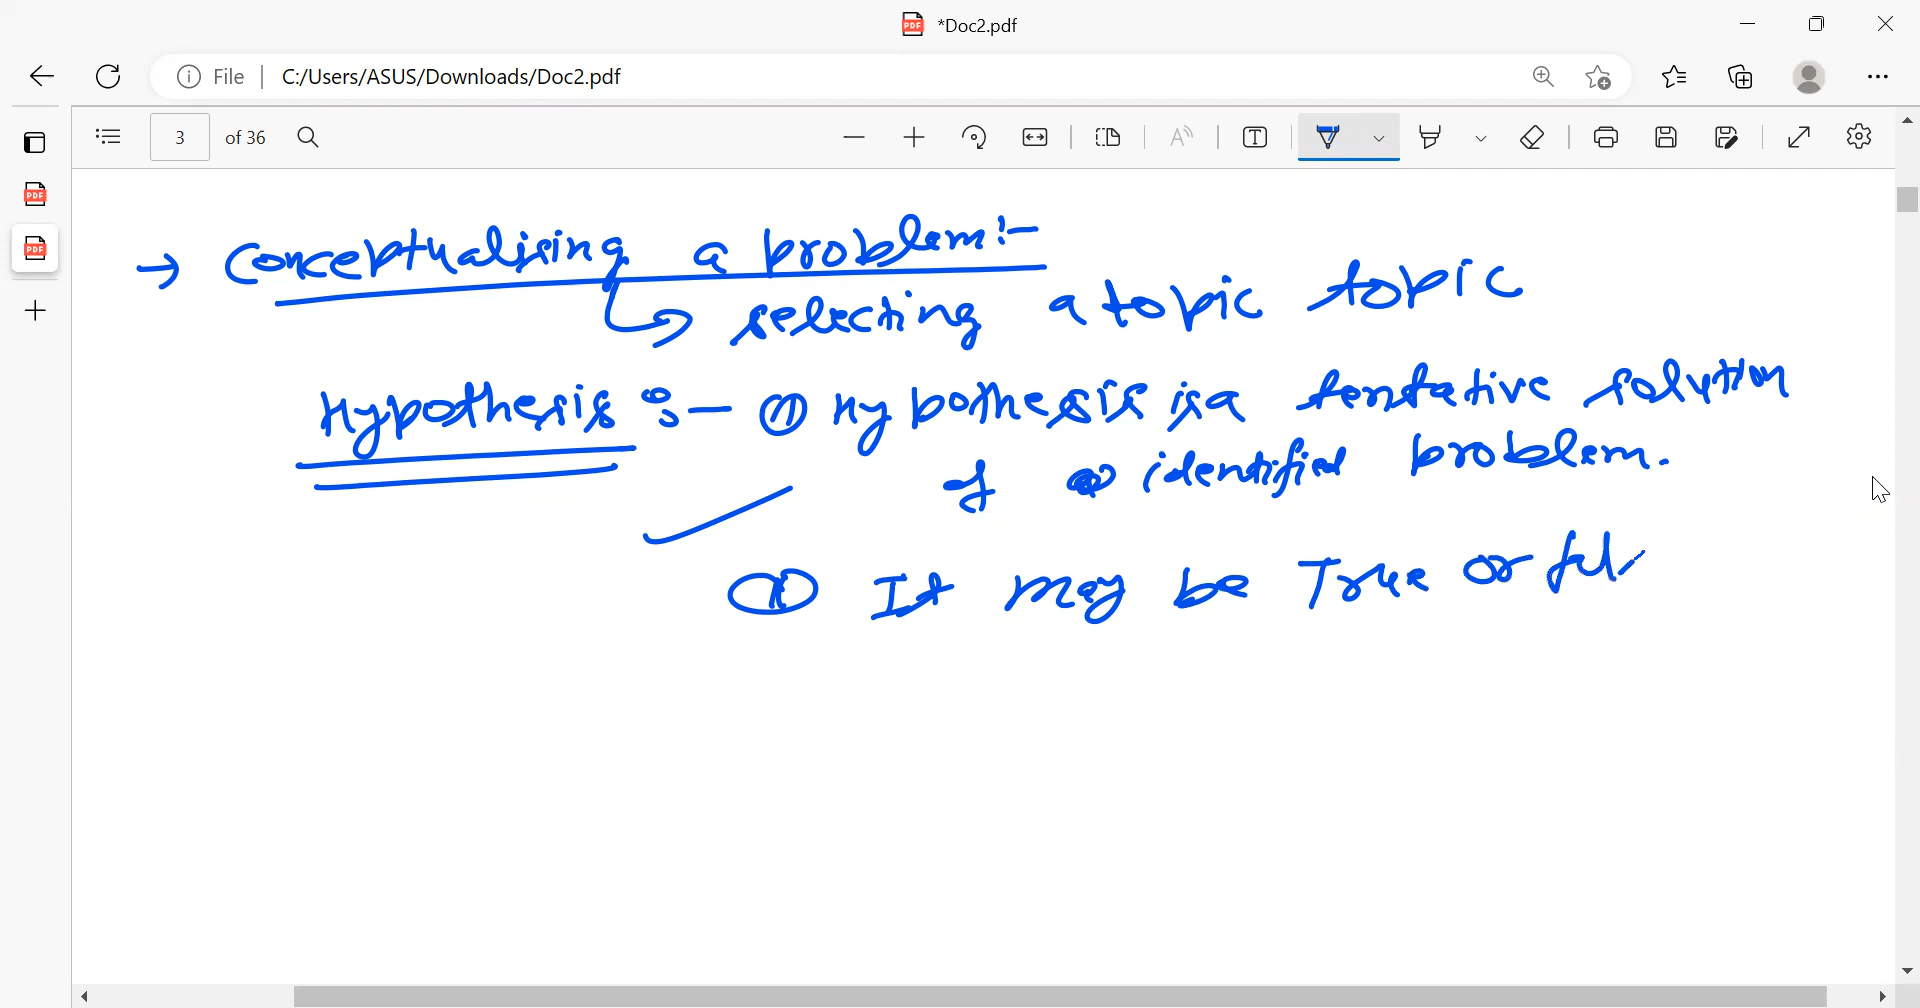 *Doc2.pdf
File C:/Users/ASUS/Downloads/Doc2.pdf
3 of 36
→ Conceptualising a problem:-
↳ selecting a topic topic
Hypothesis :- ① Hypothesis is a tentative solution
of identified problem.
It may be True or fal